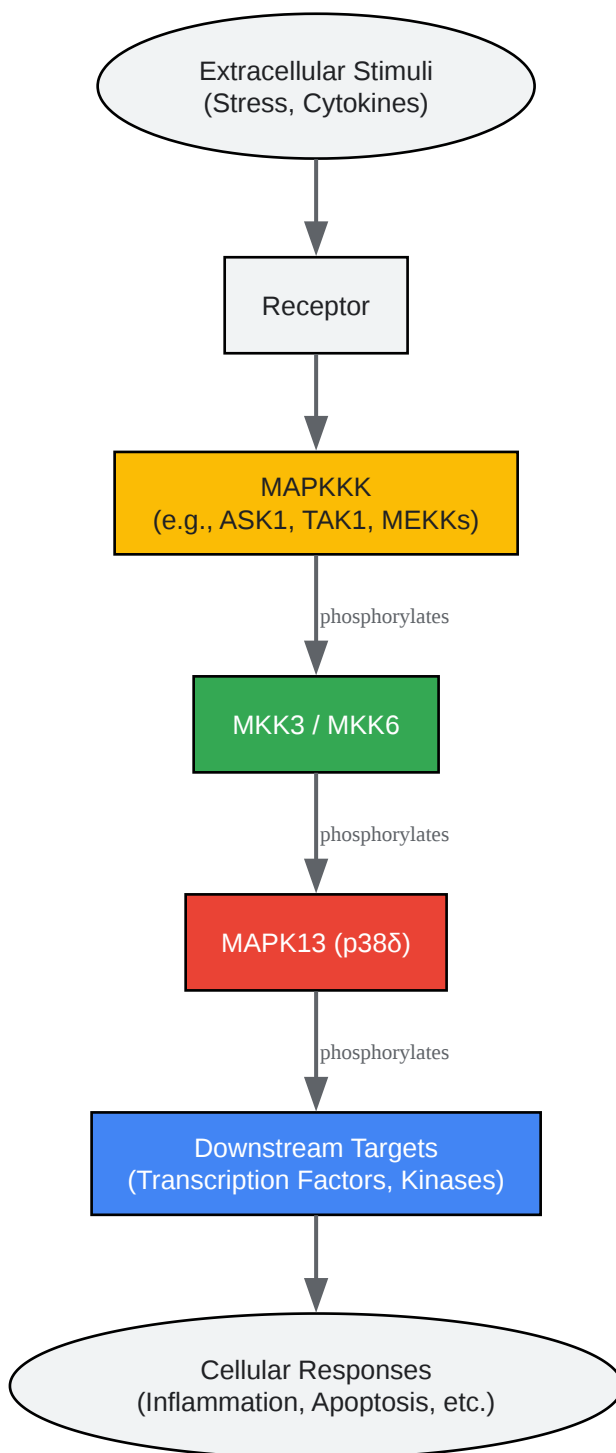 Extracellular Stimuli
(Stress, Cytokines)
Receptor
MAPKKK
(e.g., ASK1, TAK1, MEKKs)
phosphorylates
MKK3 / MKK6
phosphorylates
MAPK13 (p38δ)
phosphorylates
Downstream Targets
(Transcription Factors, Kinases)
Cellular Responses
(Inflammation, Apoptosis, etc.)